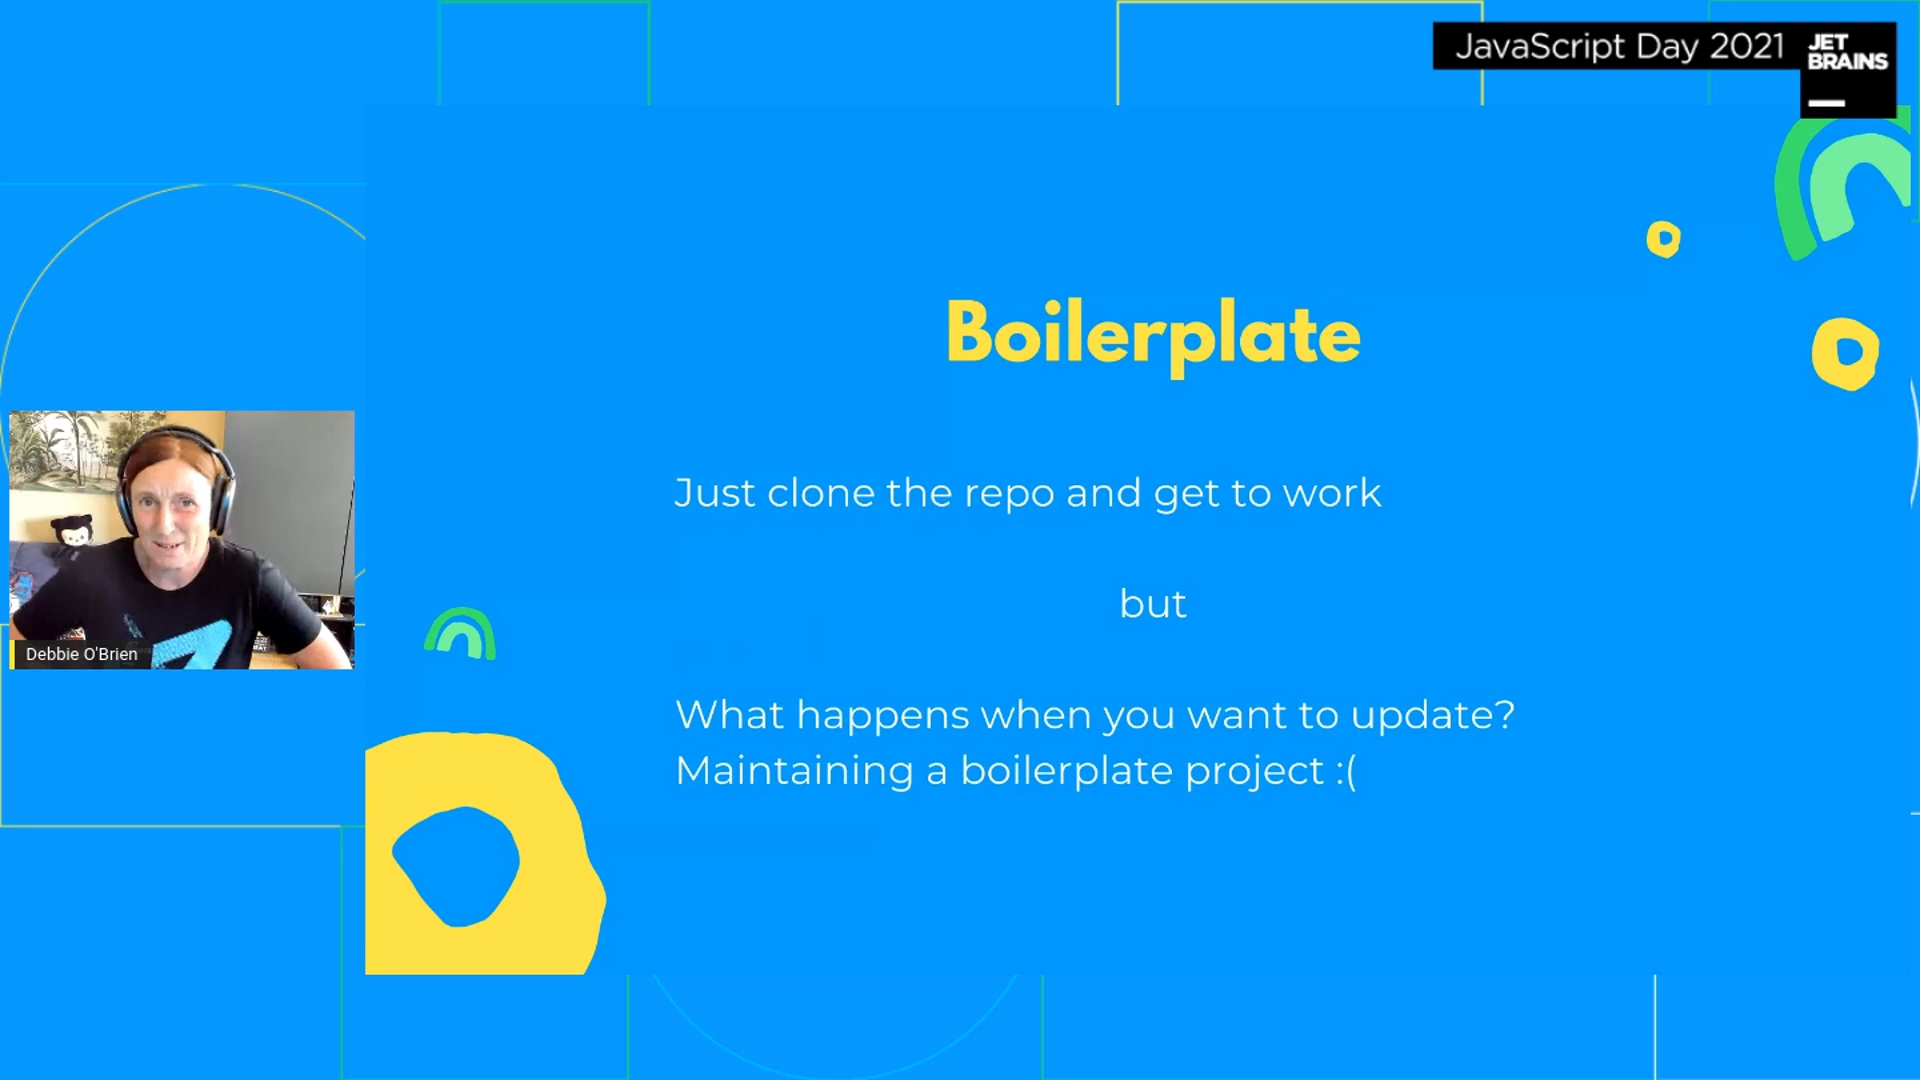 JavaScript Day 2021
JET
BRAINS
Boilerplate
Just clone the repo and get to work
but
What happens when you want to update?
Maintaining a boilerplate project :(
Debbie O'Brien